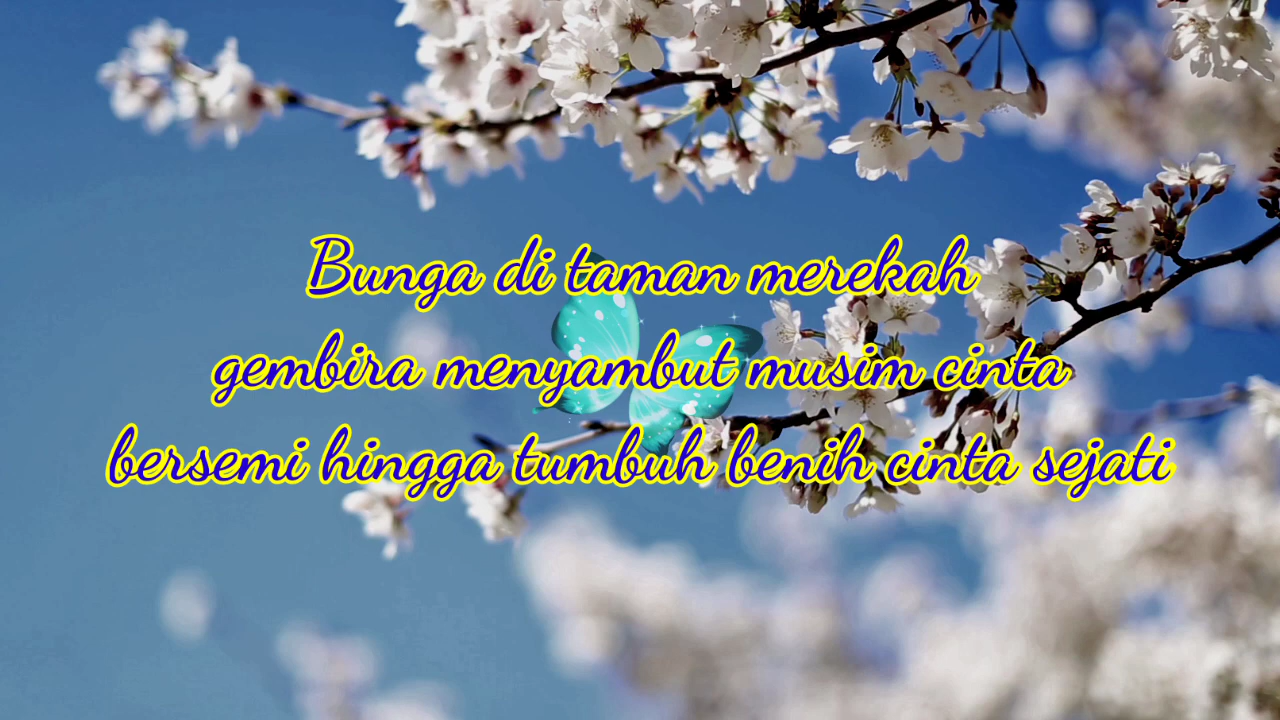 Bunga di taman merekah
gembira menyambut musim cinta
bersemi hingga tumbuh benih cinta sejati